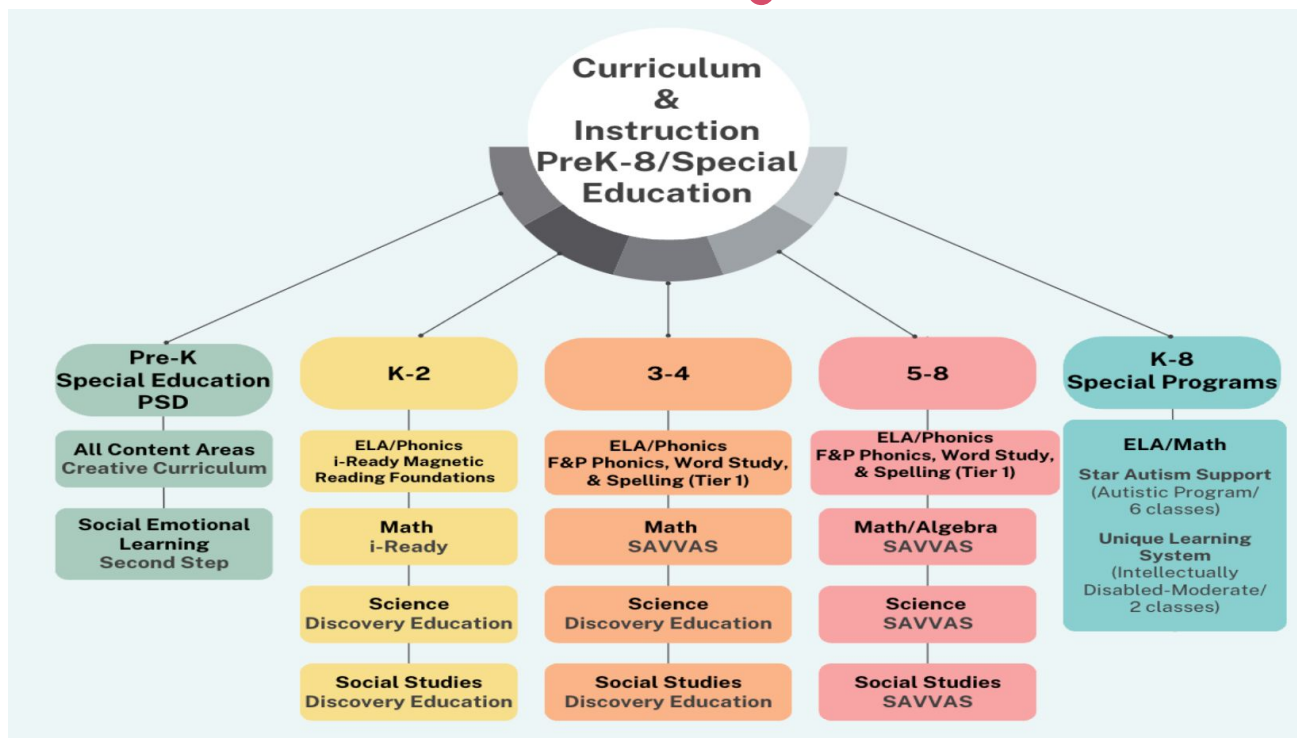 Curriculum
&
Instruction
PreK-8/Special
Education
Pre-K
Special Education
PSD
All Content Areas
Creative Curriculum
Social Emotional
Learning
Second Step
K-2
ELA/Phonics
i-Ready Magnetic
Reading Foundations
Math
i-Ready
Science
Discovery Education
Social Studies
Discovery Education
3-4
ELA/Phonics
F&P Phonics, Word Study,
& Spelling (Tier 1)
Math
SAVVAS
Science
Discovery Education
Social Studies
Discovery Education
5-8
ELA/Phonics
F&P Phonics, Word Study,
& Spelling (Tier 1)
Math/Algebra
SAVVAS
Science
SAVVAS
Social Studies
SAVVAS
K-8
Special Programs
ELA/Math
Star Autism Support
(Autistic Program/
6 classes)
Unique Learning
System
(Intellectually
Disabled-Moderate/
2 classes)